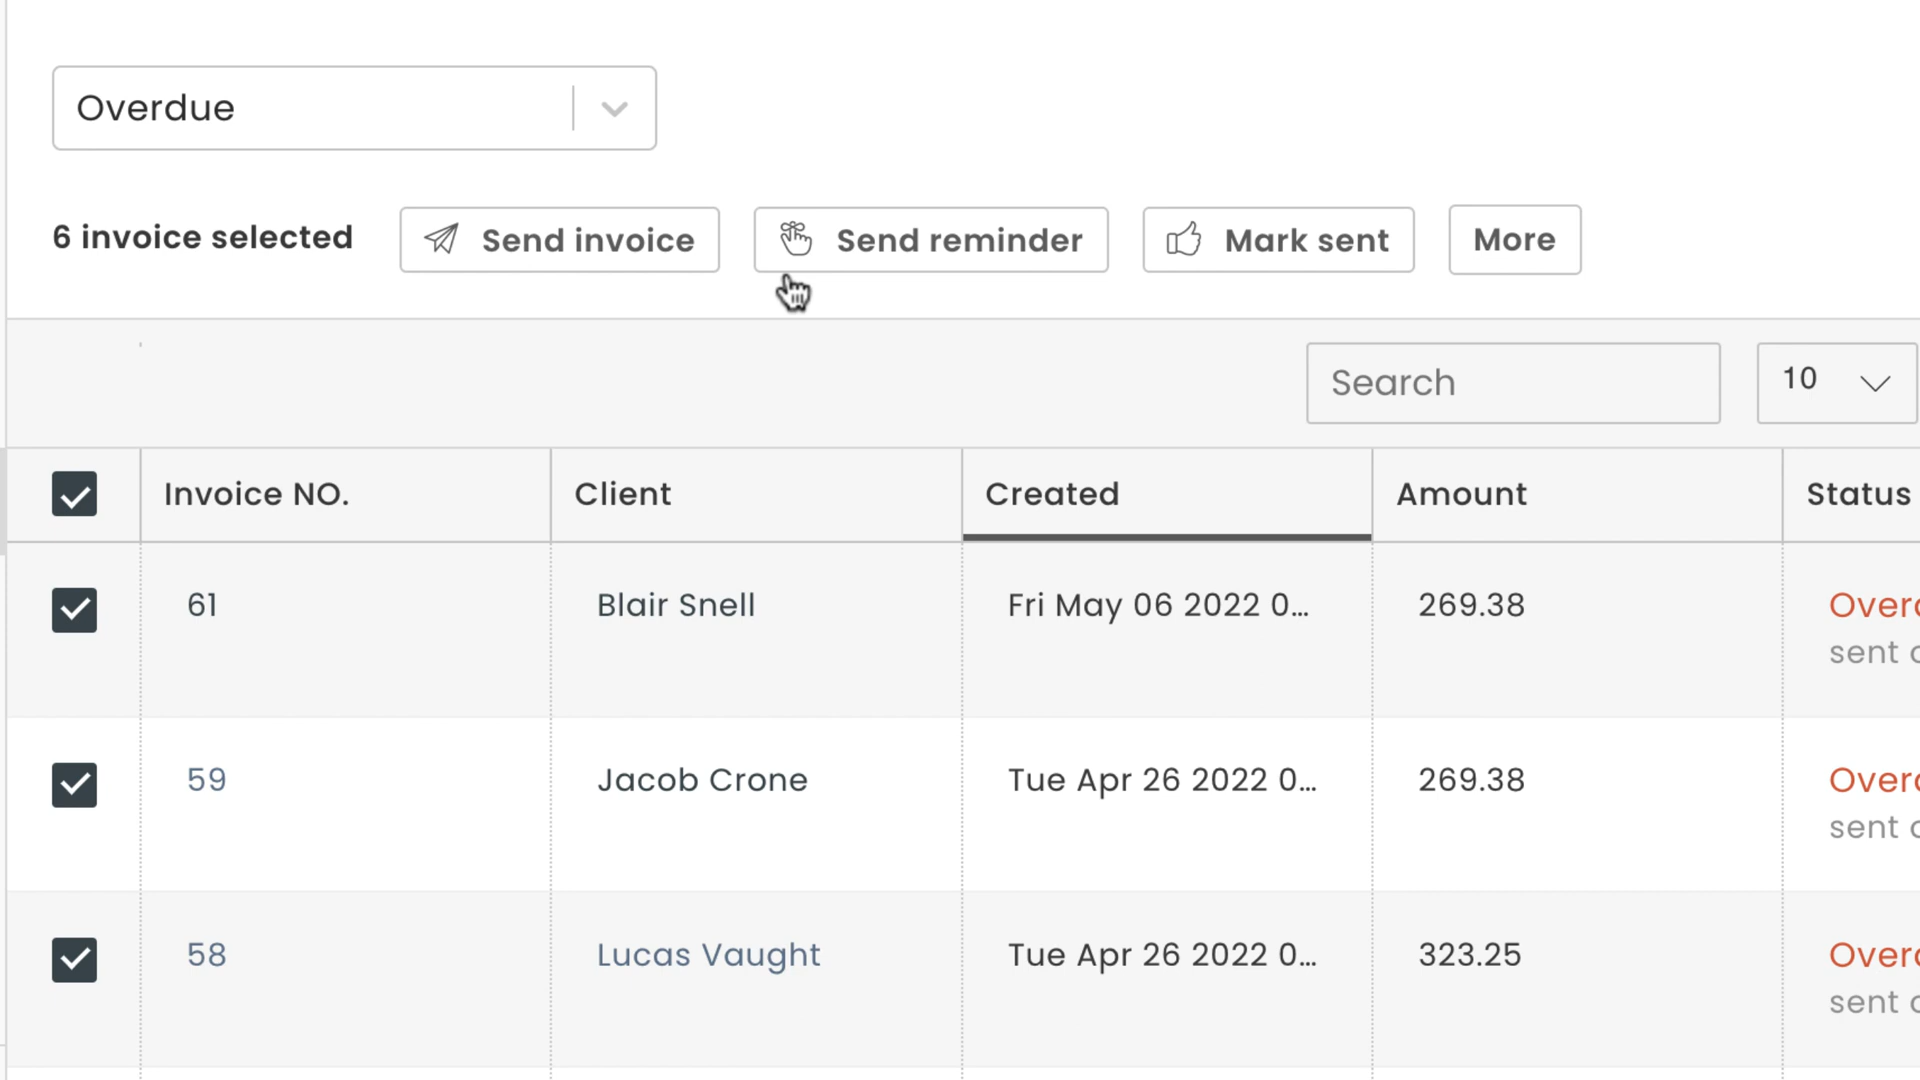 Overdue
6 invoice selected Send invoice Send reminder Mark sent More
Search 10
Invoice NO. Client Created Amount Status
61 Blair Snell Fri May 06 2022 0... 269.38
sent
59 Jacob Crone Tue Apr 26 2022 0... 269.38
sent
58 Lucas Vaught Tue Apr 26 2022 0... 323.25
sent